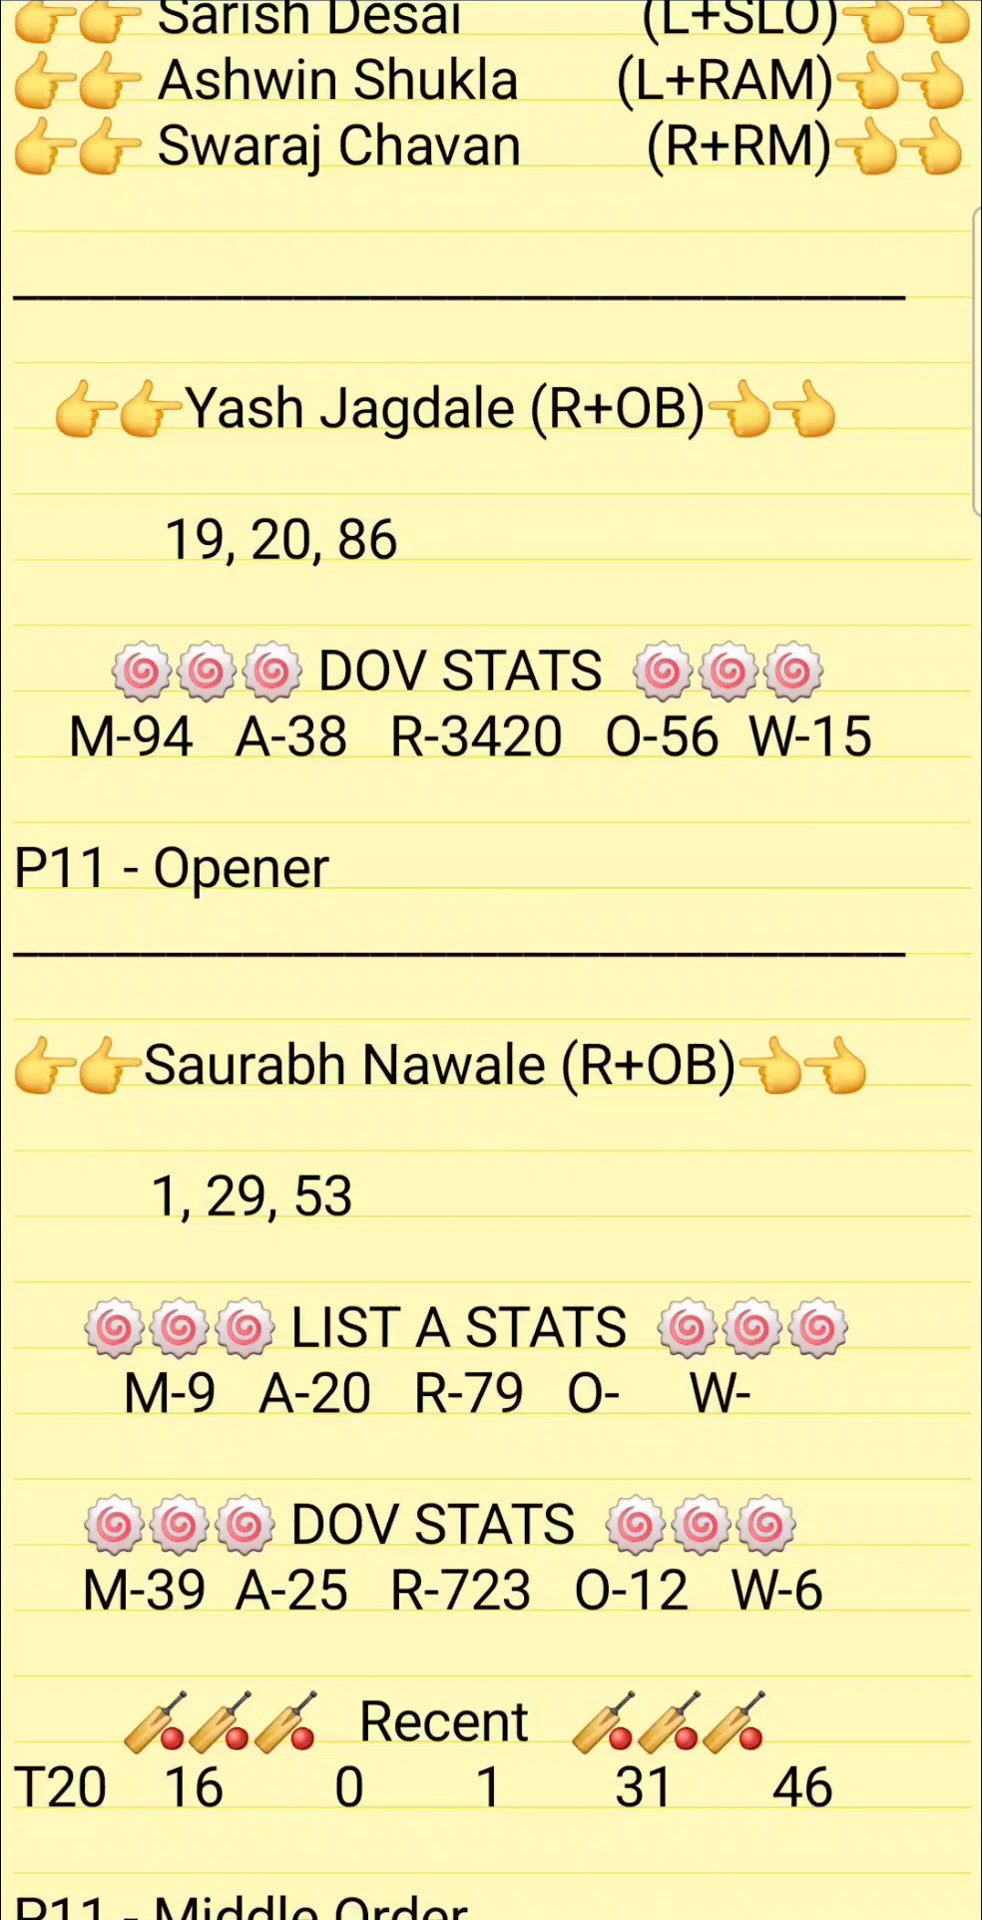 👉👉 Sarish Desai (L+SLO)👈👈
👉👉 Ashwin Shukla (L+RAM)👈👈
👉👉 Swaraj Chavan (R+RM)👈👈
👉👉Yash Jagdale (R+OB)👈👈
19, 20, 86
🍥🍥🍥 DOV STATS 🍥🍥🍥
M-94 A-38 R-3420 O-56 W-15
P11 - Opener
👉👉Saurabh Nawale (R+OB)👈👈
1, 29, 53
🍥🍥🍥 LIST A STATS 🍥🍥🍥
M-9 A-20 R-79 O- W-
🍥🍥🍥 DOV STATS 🍥🍥🍥
M-39 A-25 R-723 O-12 W-6
🏏🏏🏏 Recent 🏏🏏🏏
T20 16 0 1 31 46
P11 - Middle Order